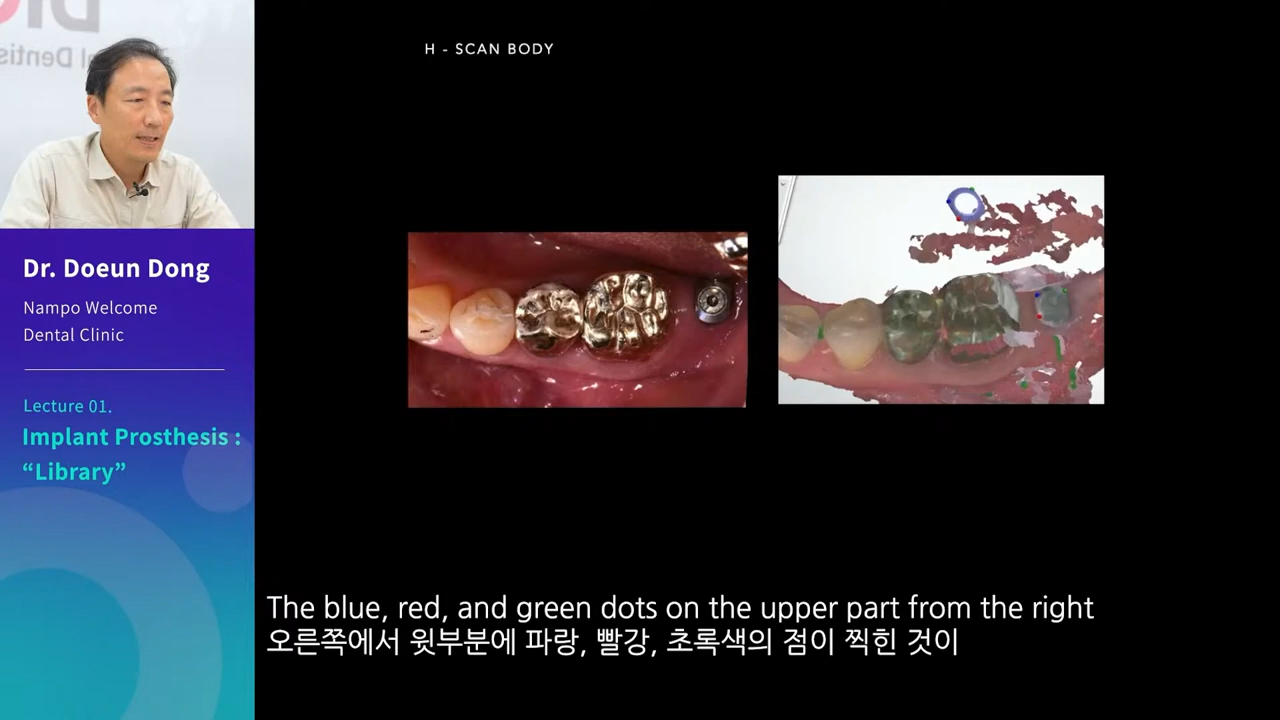 H - SCAN BODY
Dr. Doeun Dong
Nampo Welcome
Dental Clinic
Lecture 01.
Implant Prosthesis :
“Library”
The blue, red, and green dots on the upper part from the right
오른쪽에서 윗부분에 파랑, 빨강, 초록색의 점이 찍힌 것이